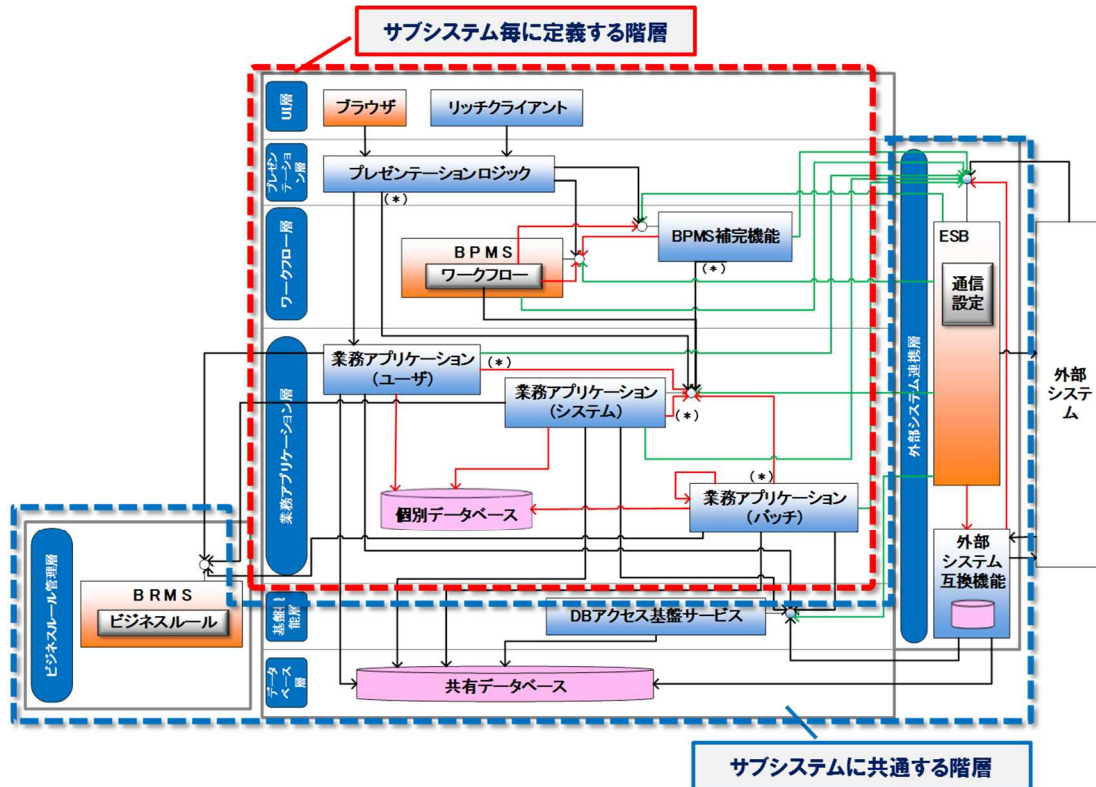 サブシステム毎に定義する階層
UI層
ブラウザ
リッチクライアント
プレゼン
テーショ
ン層
プレゼンテーションロジック
(*)
ワークフロー層
BPMS
ワークフロー
BPMS補完機能
(*)
ESB
通信
設定
外部システム連携層
外部
システ
ム
業務アプリケーション層
業務アプリケーション
(ユーザ)
(*)
業務アプリケーション
(システム)
(*)
(*)
業務アプリケーション
(バッチ)
個別データベース
外部
システム
互換機能
ビジネスルール管理層
BRMS
ビジネスルール
基盤機
能層
DBアクセス基盤サービス
データ
ベース
層
共有データベース
サブシステムに共通する階層